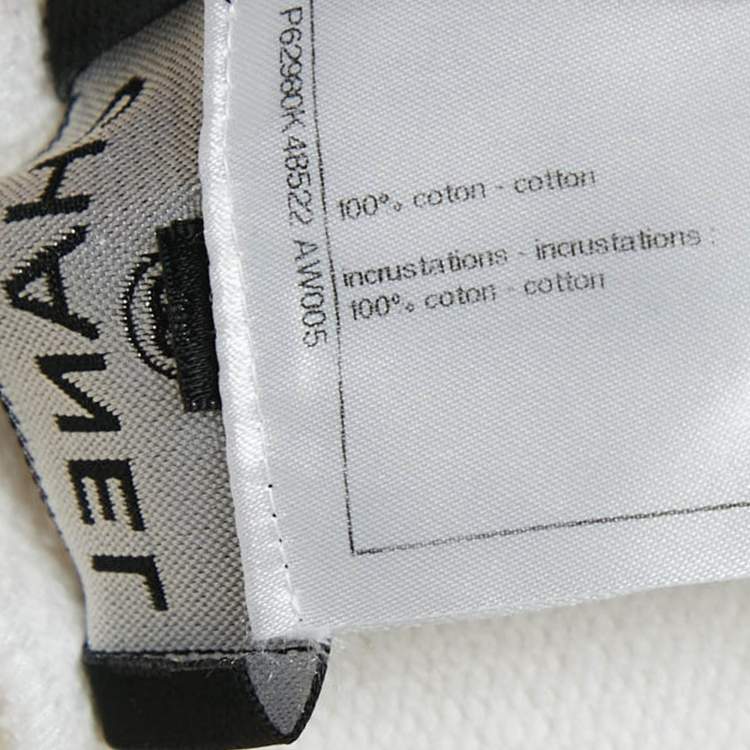 CHANEL
P62980K48522 AW005
100% coton - cotton
incrustations - incrustations :
100% coton - cotton